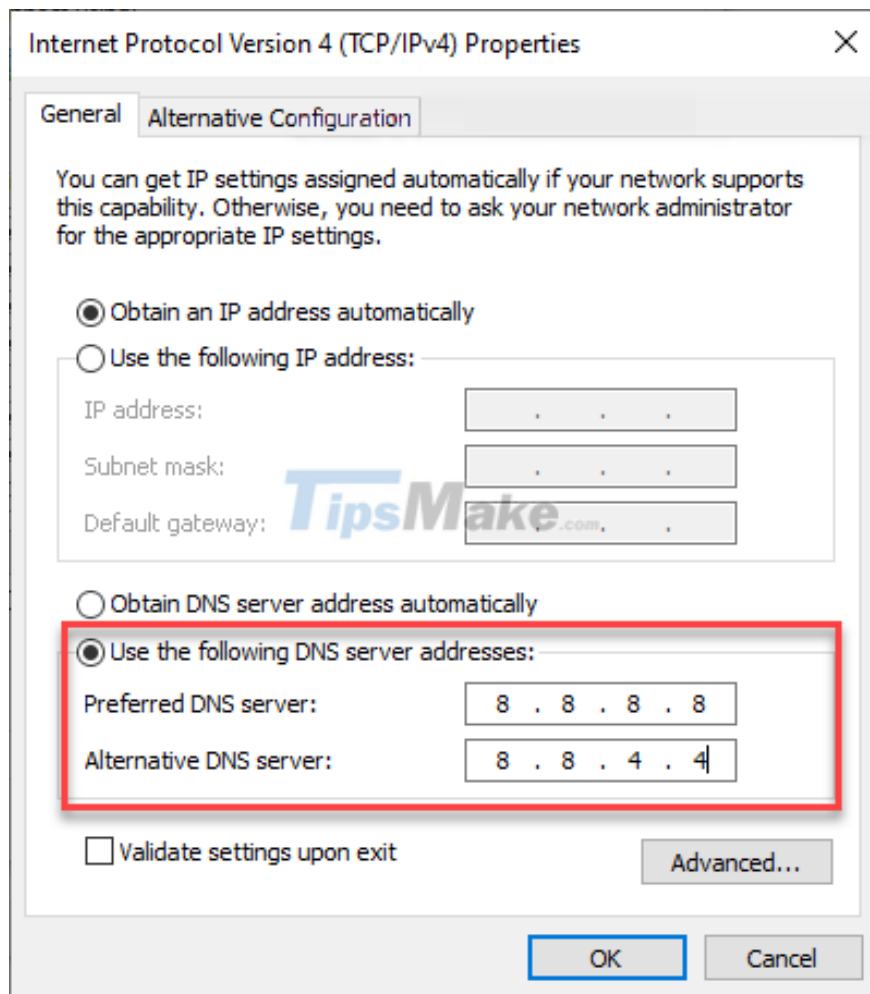 Internet Protocol Version 4 (TCP/IPv4) Properties
General
Alternative Configuration
You can get IP settings assigned automatically if your network supports
this capability. Otherwise, you need to ask your network administrator
for the appropriate IP settings.
Obtain an IP address automatically
Use the following IP address:
IP address: . . .
Subnet mask: . . .
Default gateway: . . .
TipsMake.com
Obtain DNS server address automatically
Use the following DNS server addresses:
Preferred DNS server: 8 . 8 . 8 . 8
Alternative DNS server: 8 . 8 . 4 . 4
Validate settings upon exit
Advanced...
OK Cancel